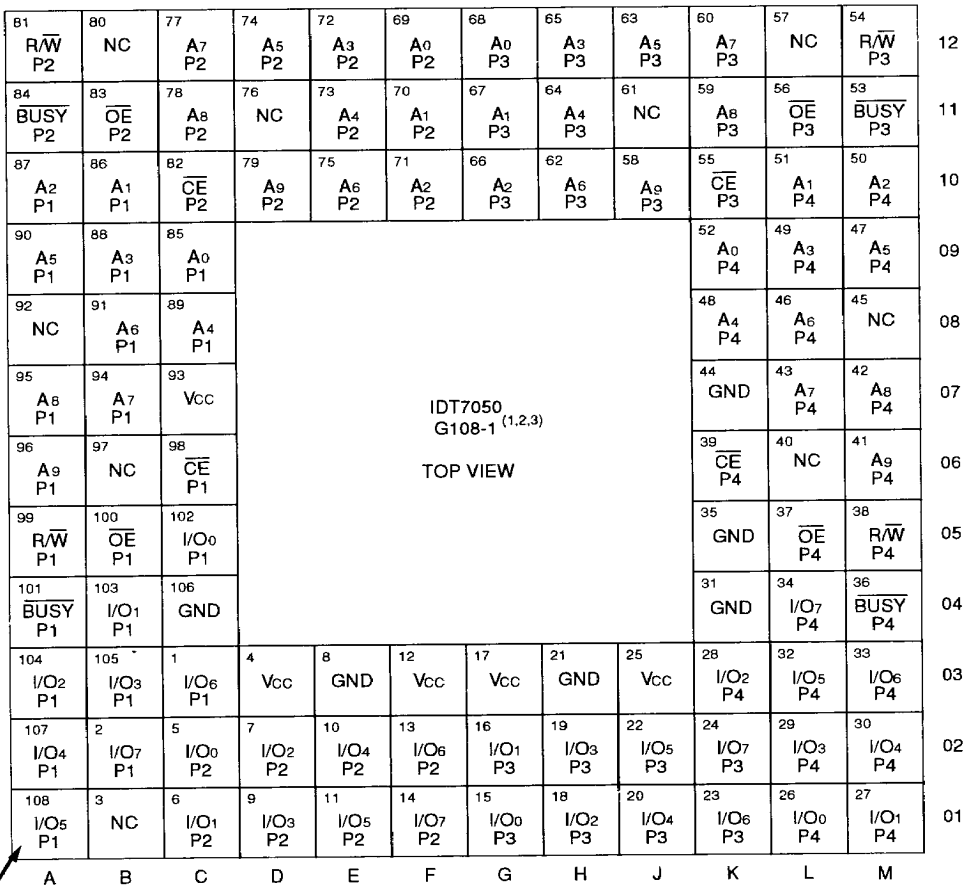 81 80 77 74 72 69 68 65 63 60 57 54
R/W̅ NC A7 A5 A3 A0 A0 A3 A5 A7 NC R/W̅ 12
P2 P2 P2 P2 P2 P3 P3 P3 P3 P3
84 83 78 76 73 70 67 64 61 59 56 53
B̅U̅S̅Y̅ O̅E̅ A8 NC A4 A1 A1 A4 NC A8 O̅E̅ B̅U̅S̅Y̅ 11
P2 P2 P2 P2 P2 P3 P3 P3 P3 P3
87 86 82 79 75 71 66 62 58 55 51 50
A2 A1 C̅E̅ A9 A6 A2 A2 A6 A9 C̅E̅ A1 A2 10
P1 P1 P2 P2 P2 P2 P3 P3 P3 P3 P4 P4
90 88 85 52 49 47
A5 A3 A0 A0 A3 A5 09
P1 P1 P1 P4 P4 P4
92 91 89 48 46 45
NC A6 A4 A4 A6 NC 08
P1 P1 P4 P4
95 94 93 44 43 42
A8 A7 VCC GND A7 A8 07
P1 P1 P4 P4
IDT7050
G108-1 (1,2,3)
TOP VIEW
96 97 98 39 40 41
A9 NC C̅E̅ C̅E̅ NC A9 06
P1 P1 P4 P4
99 100 102 35 37 38
R/W̅ O̅E̅ I/O0 GND O̅E̅ R/W̅ 05
P1 P1 P1 P4 P4
101 103 106 31 34 36
B̅U̅S̅Y̅ I/O1 GND GND I/O7 B̅U̅S̅Y̅ 04
P1 P1 P4 P4
104 105 1 4 8 12 17 21 25 28 32 33
I/O2 I/O3 I/O6 VCC GND VCC VCC GND VCC I/O2 I/O5 I/O6 03
P1 P1 P1 P4 P4 P4
107 2 5 7 10 13 16 19 22 24 29 30
I/O4 I/O7 I/O0 I/O2 I/O4 I/O6 I/O1 I/O3 I/O5 I/O7 I/O3 I/O4 02
P1 P1 P2 P2 P2 P2 P3 P3 P3 P3 P4 P4
108 3 6 9 11 14 15 18 20 23 26 27
I/O5 NC I/O1 I/O3 I/O5 I/O7 I/O0 I/O2 I/O4 I/O6 I/O0 I/O1 01
P1 P2 P2 P2 P2 P3 P3 P3 P3 P4 P4
A B C D E F G H J K L M